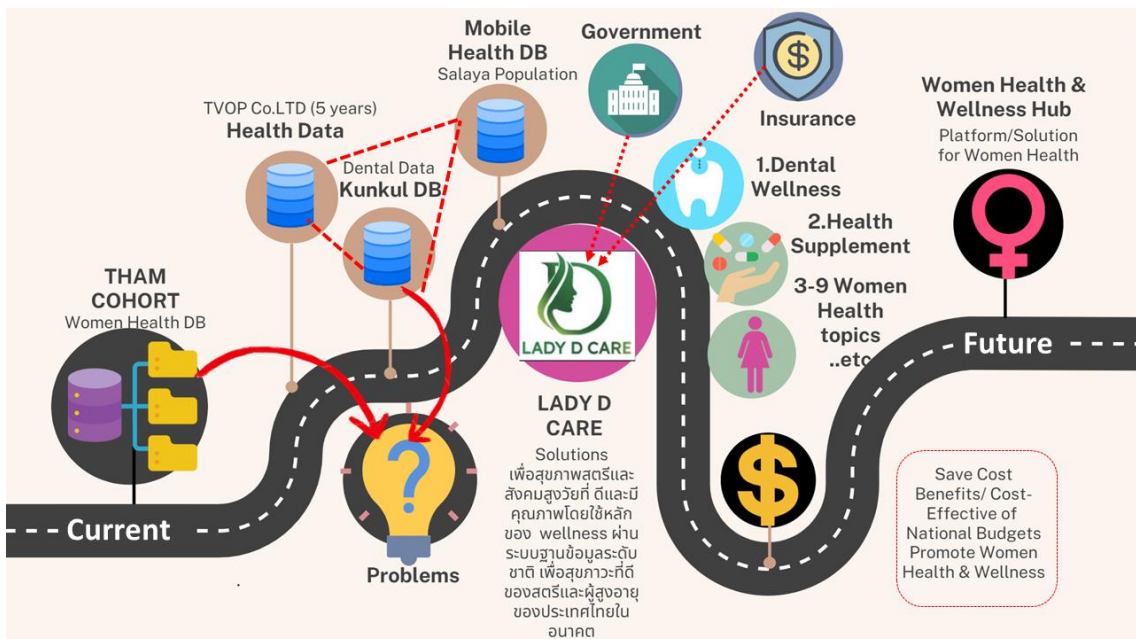 Mobile
Health DB
Salaya Population
Government
Insurance
Women Health &
Wellness Hub
Platform/Solution
for Women Health
TVOP Co.LTD (5 years)
Health Data
Dental Data
Kunkul DB
1.Dental
Wellness
2.Health
Supplement
3-9 Women
Health
topics
..etc
THAM
COHORT
Women Health DB
LADY D CARE
Future
Current
Problems
LADY D
CARE
Solutions
เพื่อสุขภาพสตรีและ
สังคมสูงวัยที่ ดีและมี
คุณภาพโดยใช้หลัก
ของ wellness ผ่าน
ระบบฐานข้อมูลระดับ
ชาติ เพื่อสุขภาวะที่ดี
ของสตรีและผู้สูงอายุ
ของประเทศไทยใน
อนาคต
Save Cost
Benefits/ Cost-
Effective of
National Budgets
Promote Women
Health & Wellness